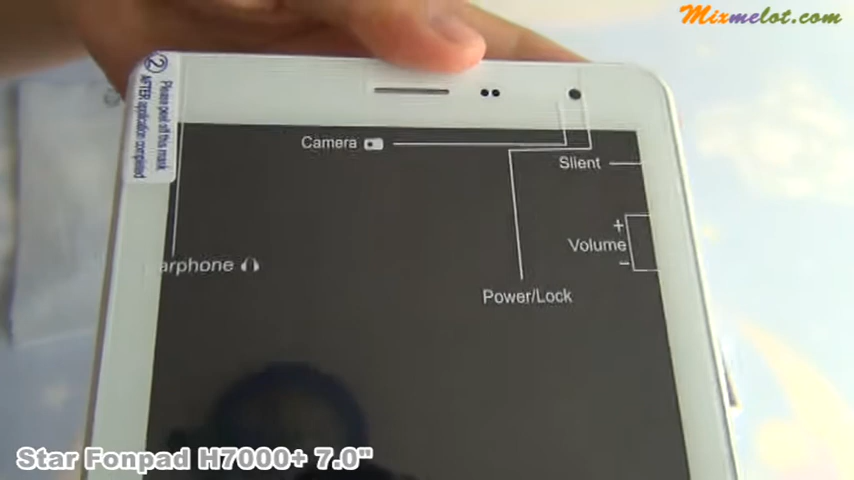 Mixmelot.com
② Please peel off this mask
AFTER application completed
Camera
Silent
+
Volume
-
arphone
Power/Lock
Star Fonpad H7000+ 7.0"